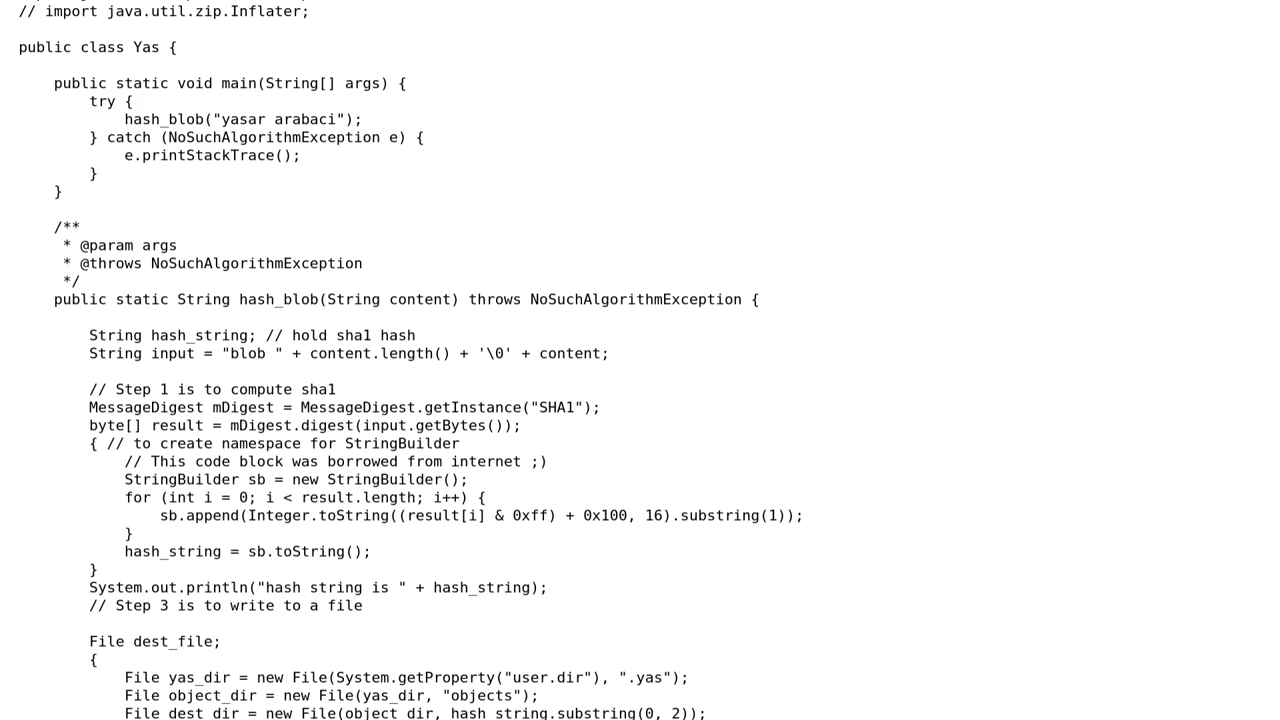 // import java.util.zip.Inflater;
public class Yas {
public static void main(String[] args) {
try {
hash_blob("yasar arabaci");
} catch (NoSuchAlgorithmException e) {
e.printStackTrace();
}
}
/**
* @param args
* @throws NoSuchAlgorithmException
*/
public static String hash_blob(String content) throws NoSuchAlgorithmException {
String hash_string; // hold sha1 hash
String input = "blob " + content.length() + '\0' + content;
// Step 1 is to compute sha1
MessageDigest mDigest = MessageDigest.getInstance("SHA1");
byte[] result = mDigest.digest(input.getBytes());
{ // to create namespace for StringBuilder
// This code block was borrowed from internet ;)
StringBuilder sb = new StringBuilder();
for (int i = 0; i < result.length; i++) {
sb.append(Integer.toString((result[i] & 0xff) + 0x100, 16).substring(1));
}
hash_string = sb.toString();
}
System.out.println("hash string is " + hash_string);
// Step 3 is to write to a file
File dest_file;
{
File yas_dir = new File(System.getProperty("user.dir"), ".yas");
File object_dir = new File(yas_dir, "objects");
File dest_dir = new File(object_dir, hash_string.substring(0, 2));